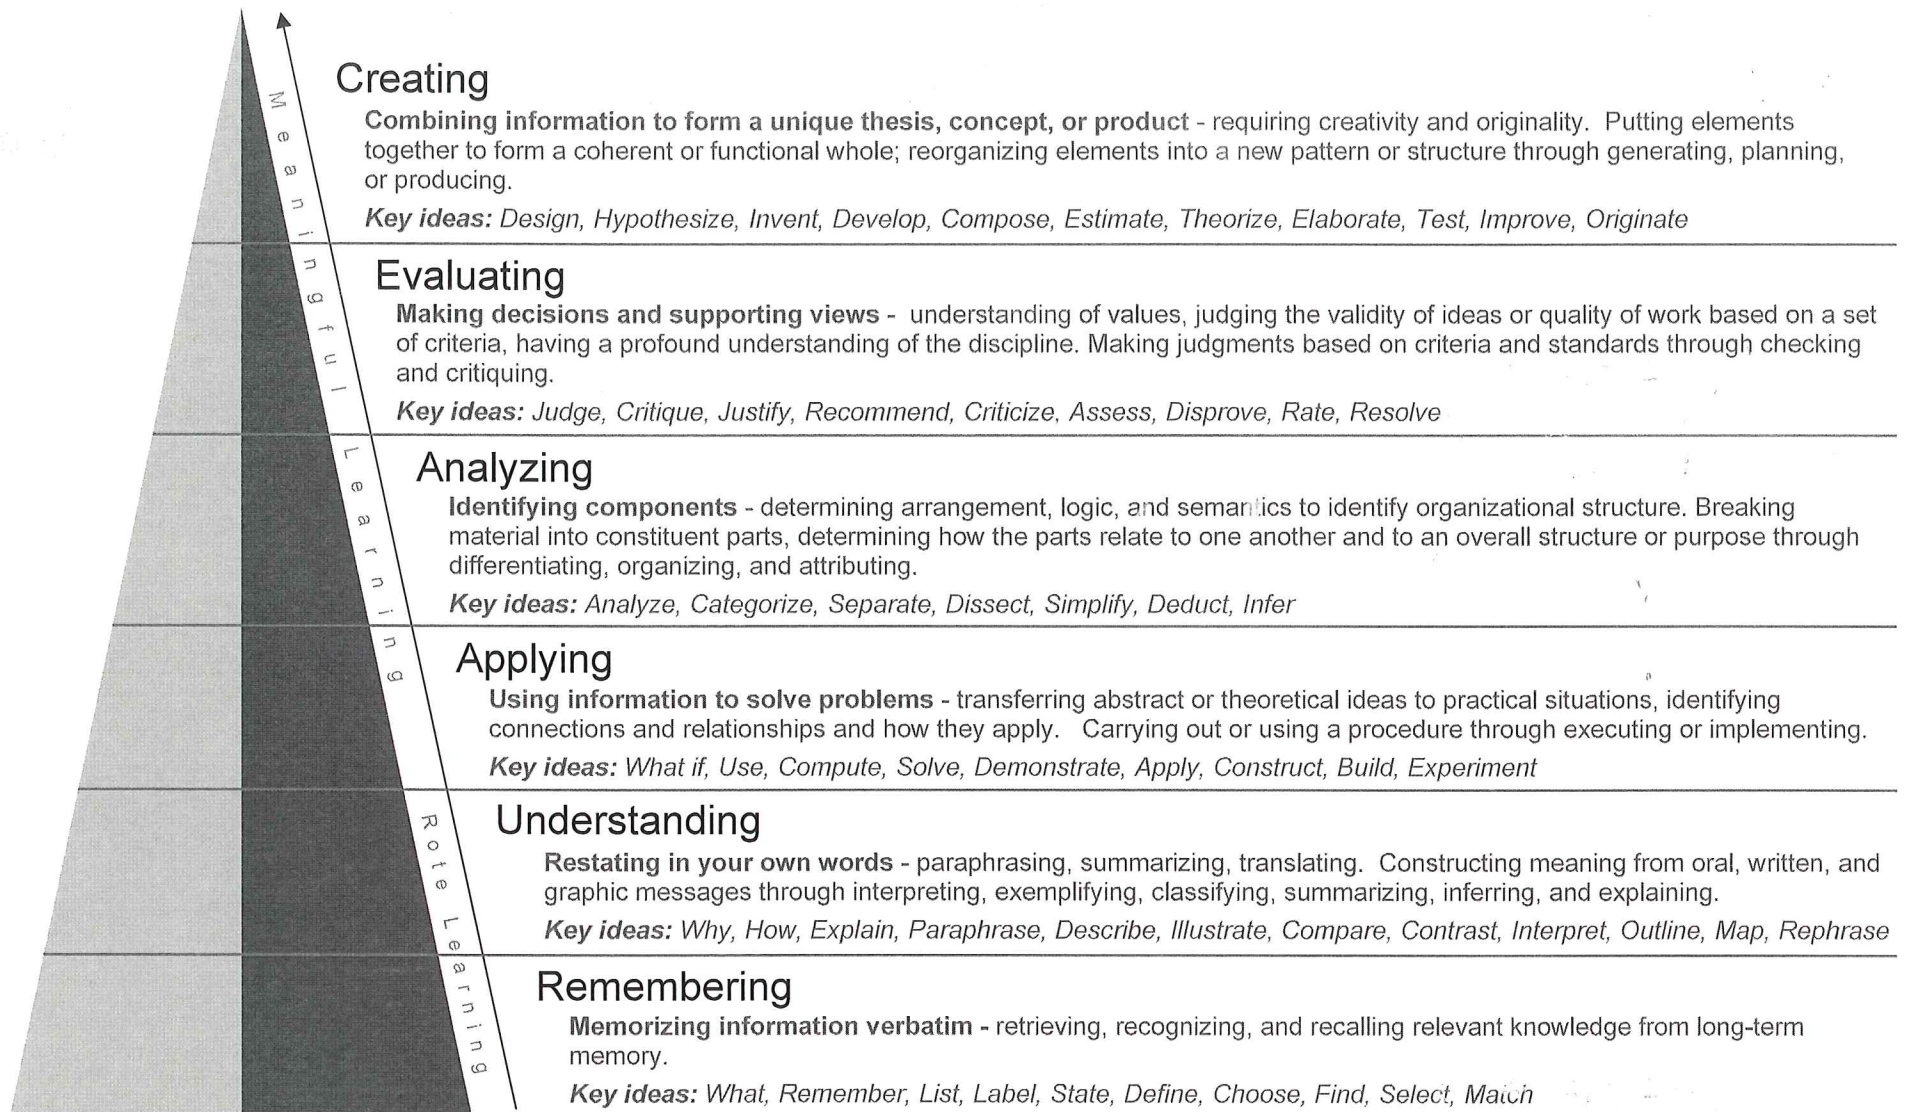 Creating
Combining information to form a unique thesis, concept, or product - requiring creativity and originality. Putting elements
together to form a coherent or functional whole; reorganizing elements into a new pattern or structure through generating, planning,
or producing.
Key ideas: Design, Hypothesize, Invent, Develop, Compose, Estimate, Theorize, Elaborate, Test, Improve, Originate
Evaluating
Making decisions and supporting views - understanding of values, judging the validity of ideas or quality of work based on a set
of criteria, having a profound understanding of the discipline. Making judgments based on criteria and standards through checking
and critiquing.
Key ideas: Judge, Critique, Justify, Recommend, Criticize, Assess, Disprove, Rate, Resolve
Analyzing
Identifying components - determining arrangement, logic, and semantics to identify organizational structure. Breaking
material into constituent parts, determining how the parts relate to one another and to an overall structure or purpose through
differentiating, organizing, and attributing.
Key ideas: Analyze, Categorize, Separate, Dissect, Simplify, Deduct, Infer
Applying
Using information to solve problems - transferring abstract or theoretical ideas to practical situations, identifying
connections and relationships and how they apply. Carrying out or using a procedure through executing or implementing.
Key ideas: What if, Use, Compute, Solve, Demonstrate, Apply, Construct, Build, Experiment
Understanding
Restating in your own words - paraphrasing, summarizing, translating. Constructing meaning from oral, written, and
graphic messages through interpreting, exemplifying, classifying, summarizing, inferring, and explaining.
Key ideas: Why, How, Explain, Paraphrase, Describe, Illustrate, Compare, Contrast, Interpret, Outline, Map, Rephrase
Remembering
Memorizing information verbatim - retrieving, recognizing, and recalling relevant knowledge from long-term
memory.
Key ideas: What, Remember, List, Label, State, Define, Choose, Find, Select, Match
Meaningful Learning
Rote Learning